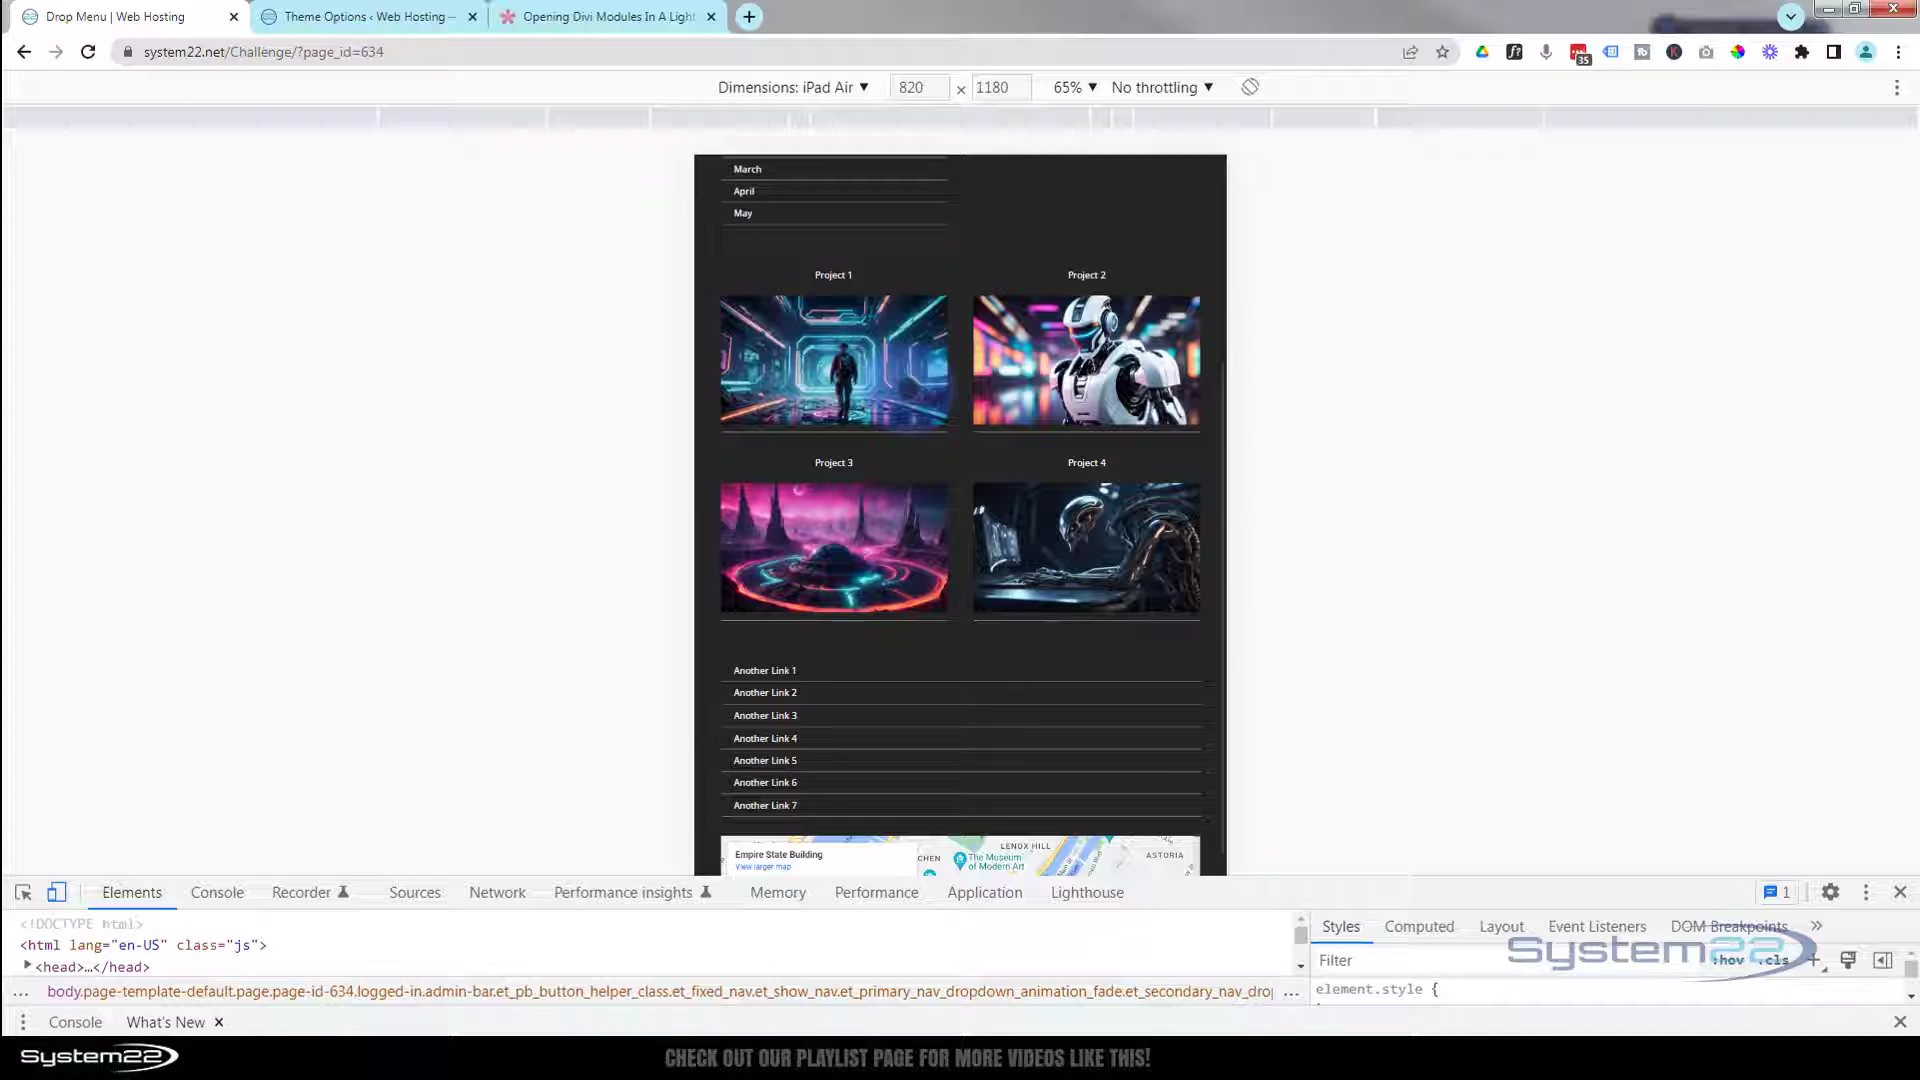 Drop Menu | Web Hosting
Theme Options ‹ Web Hosting —
Opening Divi Modules In A Light
system22.net/Challenge/?page_id=634
35
Dimensions: iPad Air ▼ 820 × 1180 65% ▼ No throttling ▼
March
April
May
Project 1 Project 2
Project 3 Project 4
Another Link 1
Another Link 2
Another Link 3
Another Link 4
Another Link 5
Another Link 6
Another Link 7
Empire State Building
View larger map
CHEN
The Museum
of Modern Art
LENOX HILL
ASTORIA
Elements Console Recorder Sources Network Performance insights Memory Performance Application Lighthouse 1
<!DOCTYPE html>
<html lang="en-US" class="js">
<head>…</head>
... body.page-template-default.page.page-id-634.logged-in.admin-bar.et_pb_button_helper_class.et_fixed_nav.et_show_nav.et_primary_nav_dropdown_animation_fade.et_secondary_nav_drop ...
Styles Computed Layout Event Listeners DOM Breakpoints »
Filter :hov .cls +
element.style {
System22
Console What's New ×
System22
CHECK OUT OUR PLAYLIST PAGE FOR MORE VIDEOS LIKE THIS!